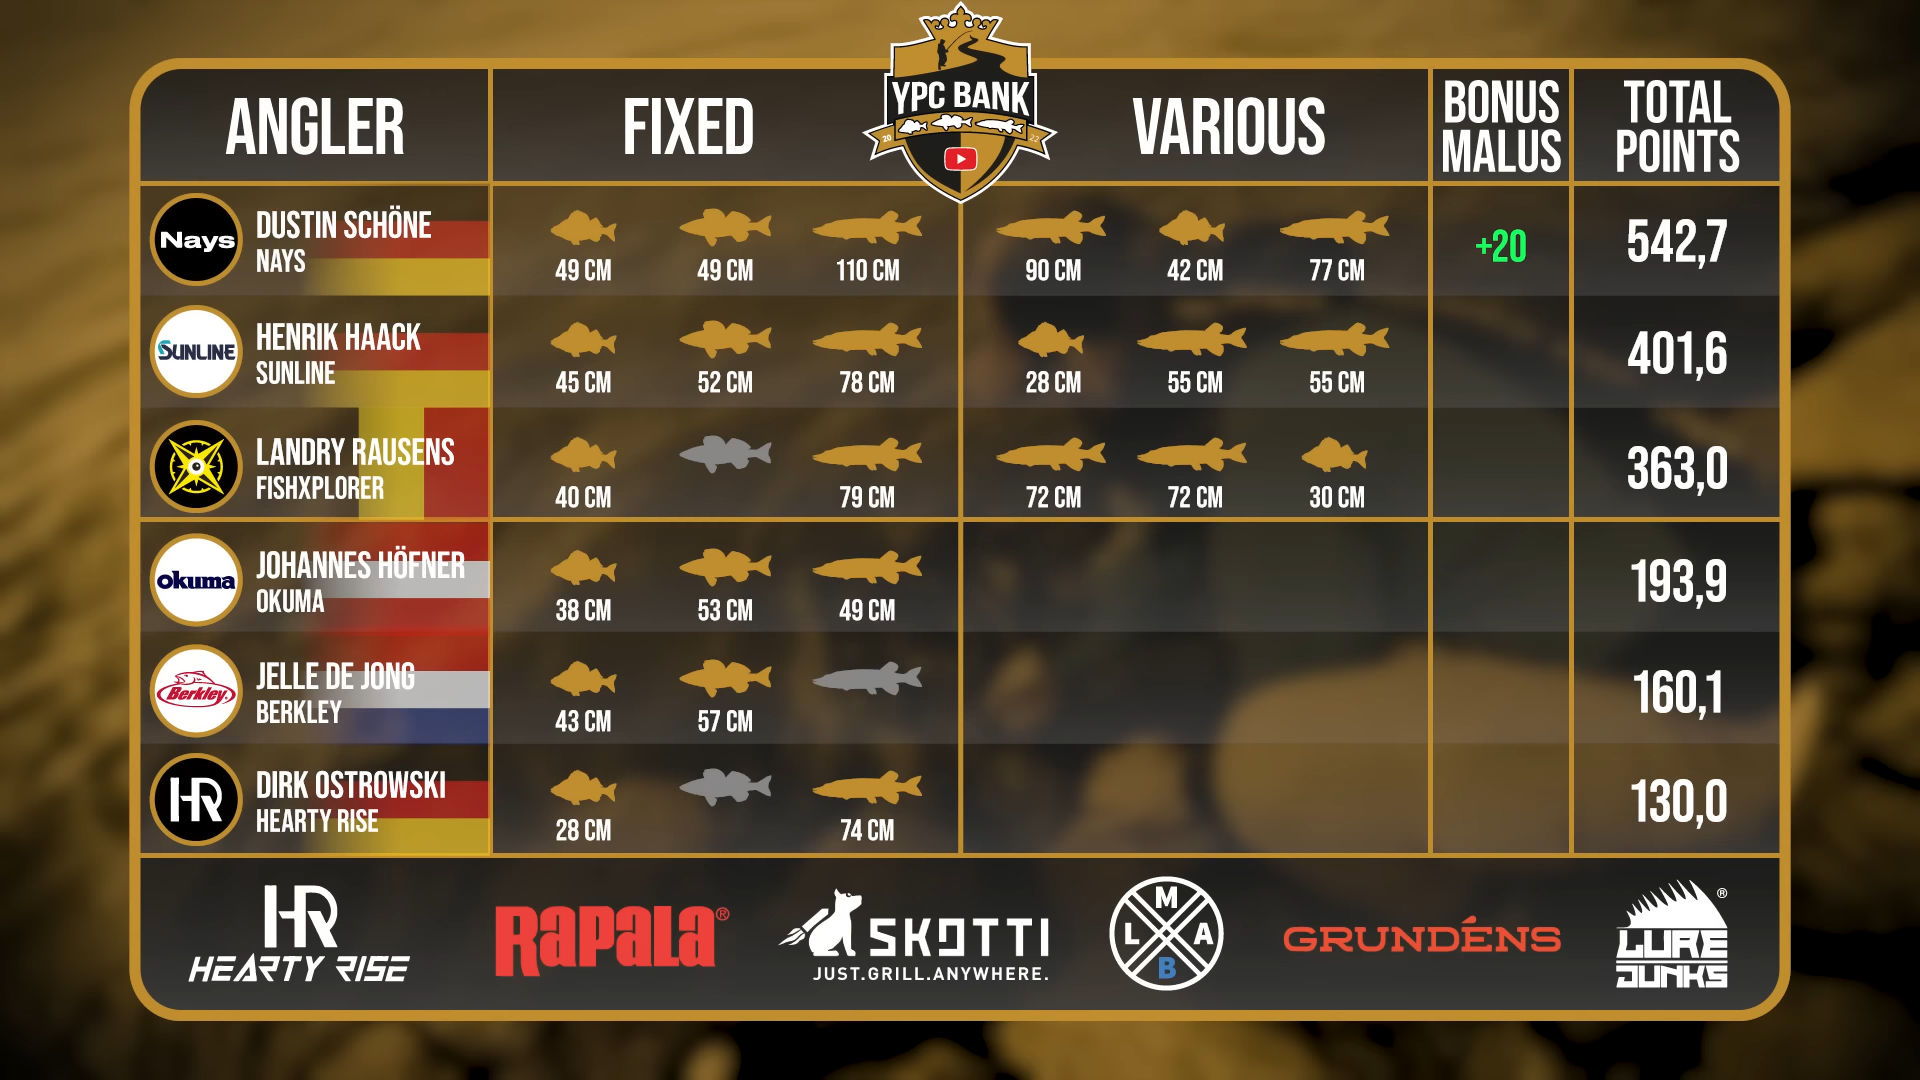 YPC BANK
20 22
ANGLER FIXED VARIOUS BONUS MALUS TOTAL POINTS
Nays DUSTIN SCHÖNE
NAYS
49 CM 49 CM 110 CM 90 CM 42 CM 77 CM +20 542,7
SUNLINE HENRIK HAACK
SUNLINE
45 CM 52 CM 78 CM 28 CM 55 CM 55 CM 401,6
LANDRY RAUSENS
FISHXPLORER
40 CM 79 CM 72 CM 72 CM 30 CM 363,0
okuma JOHANNES HÖFNER
OKUMA
38 CM 53 CM 49 CM 193,9
Berkley JELLE DE JONG
BERKLEY
43 CM 57 CM 160,1
HR DIRK OSTROWSKI
HEARTY RISE
28 CM 74 CM 130,0
HR
HEARTY RISE
RAPALA®
SKOTTI
JUST.GRILL.ANYWHERE.
M
L A
B
GRUNDÉNS
LURE ®
JUNKS